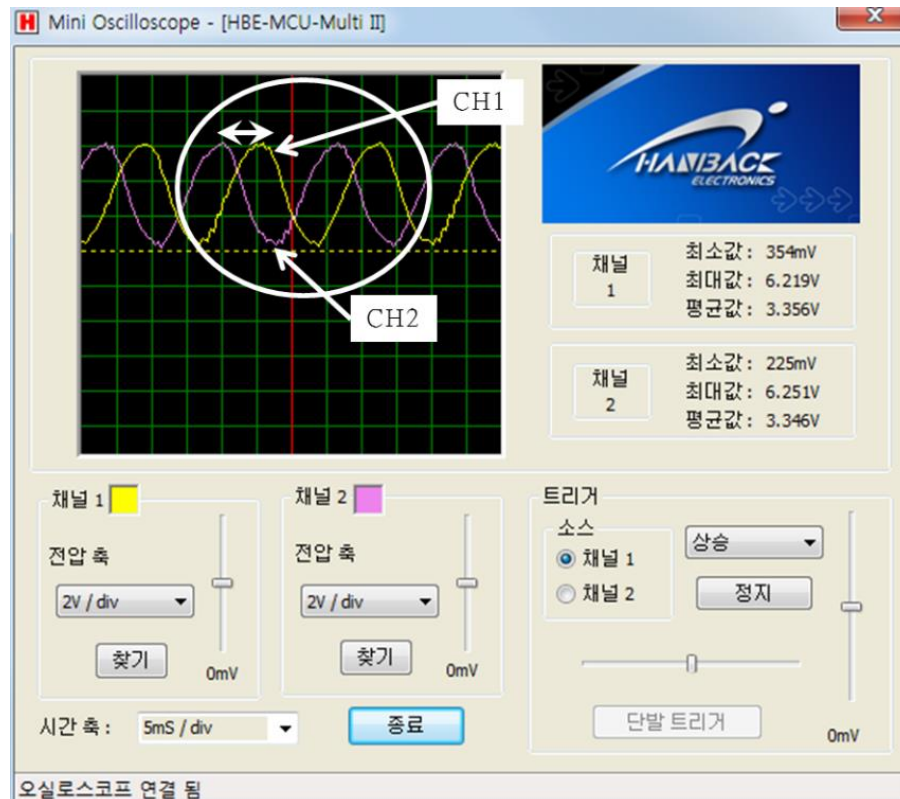 Mini Oscilloscope - [HBE-MCU-Multi II]
CH1
CH2
HANBACK
ELECTRONICS
채널
1
최소값 : 354mV
최대값 : 6.219V
평균값 : 3.356V
채널
2
최소값 : 225mV
최대값 : 6.251V
평균값 : 3.346V
채널 1
전압 축
2V / div
찾기
0mV
채널 2
전압 축
2V / div
찾기
0mV
트리거
소스
채널 1
채널 2
상승
정지
단발 트리거
0mV
시간 축 : 5mS / div
종료
오실로스코프 연결 됨